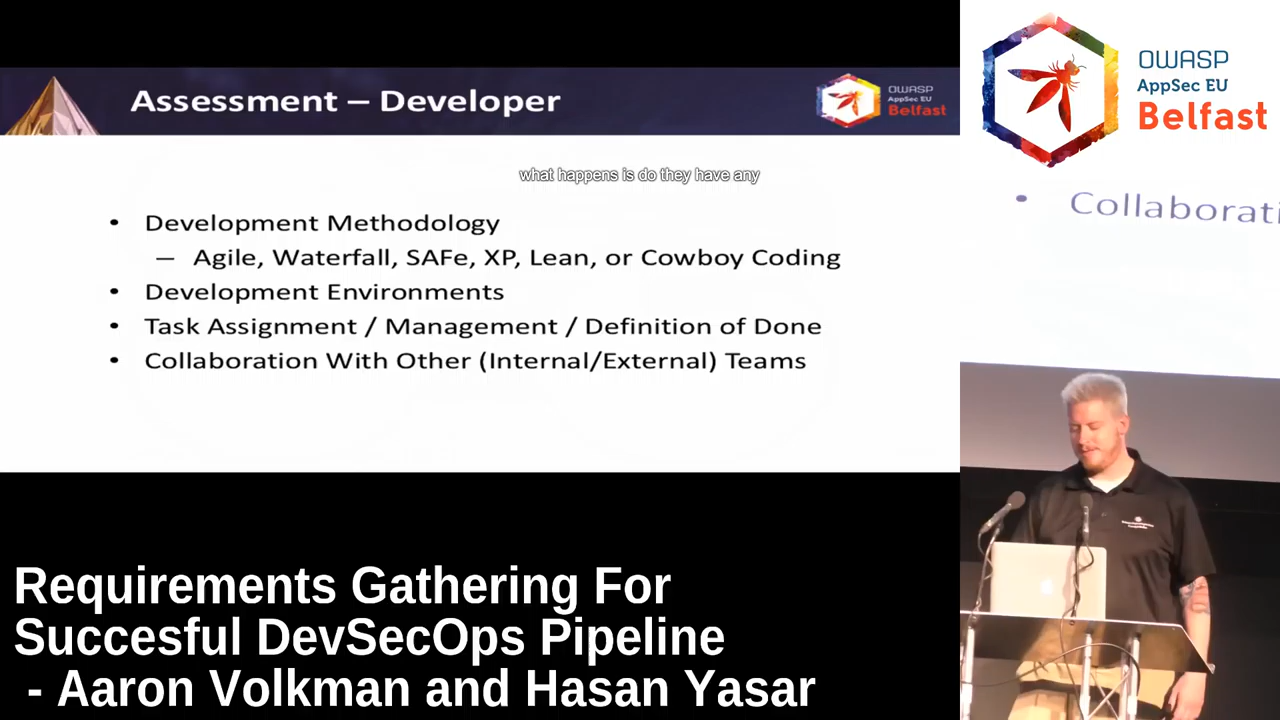 Assessment – Developer
OWASP
AppSec EU
Belfast
what happens is do they have any
• Development Methodology
– Agile, Waterfall, SAFe, XP, Lean, or Cowboy Coding
• Development Environments
• Task Assignment / Management / Definition of Done
• Collaboration With Other (Internal/External) Teams
OWASP
AppSec EU
Belfast
• Collaborati
Requirements Gathering For
Succesful DevSecOps Pipeline
- Aaron Volkman and Hasan Yasar